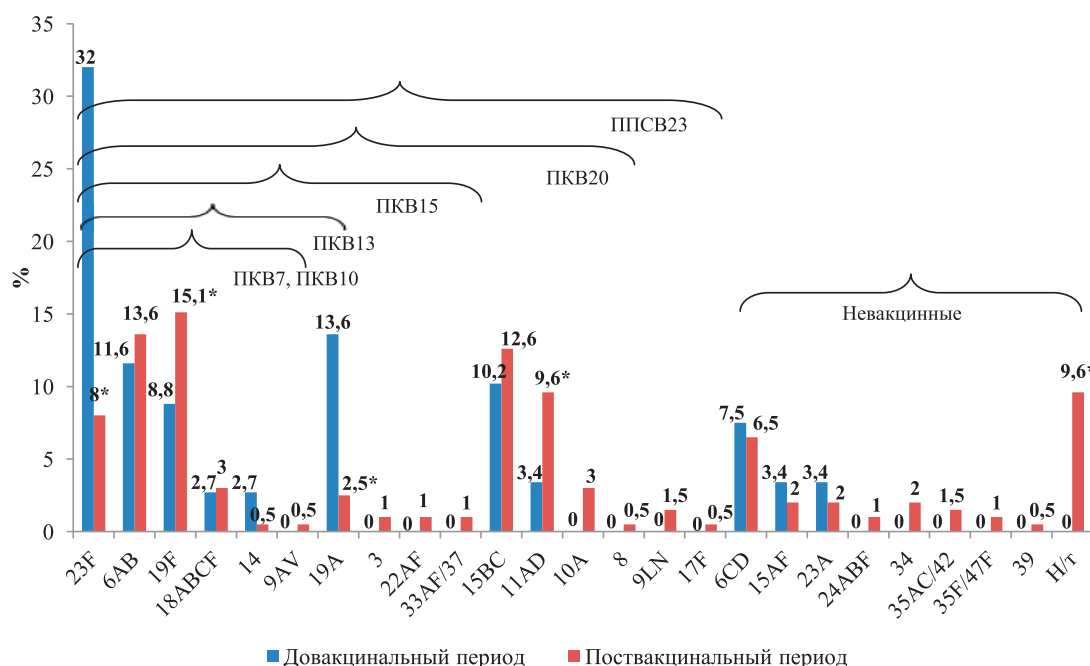 35
30
25
20
15
10
5
0
%
ППСВ23
ПКВ20
ПКВ15
ПКВ13
ПКВ7, ПКВ10
Невакцинные
32
8*
11,6
13,6
8,8
15,1*
2,7
3
2,7
0,5
0
0,5
13,6
2,5*
0
1
0
1
0
1
10,2
12,6
3,4
9,6*
0
3
0
0,5
0
1,5
0
0,5
7,5
6,5
3,4
2
3,4
2
0
1
0
2
0
1,5
0
1
0
0,5
0
9,6*
23F
6AB
19F
18ABCF
14
9AV
19A
3
22AF
33AF/37
15BC
11AD
10A
8
9LN
17F
6CD
15AF
23A
24ABF
34
35AC/42
35F/47F
39
Н/т
Довакцинальный период
Поствакцинальный период